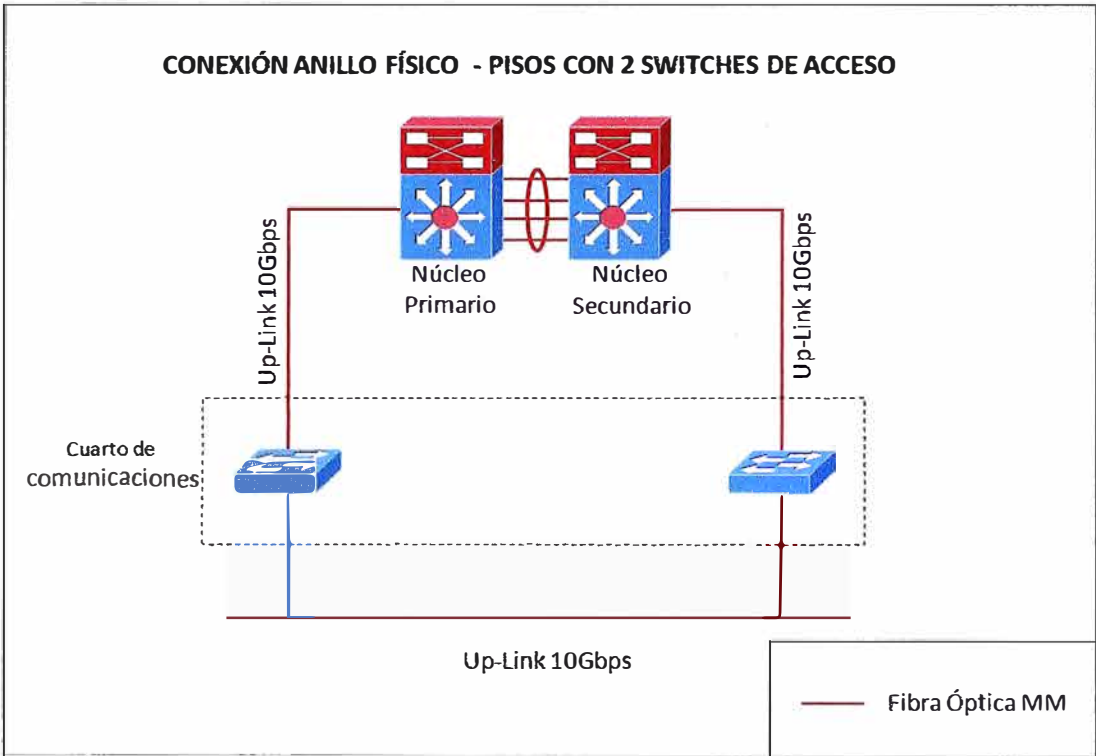 CONEXIÓN ANILLO FÍSICO - PISOS CON 2 SWITCHES DE ACCESO
Núcleo
Primario
Núcleo
Secundario
Up-Link 10Gbps
Up-Link 10Gbps
Cuarto de
comunicaciones
Up-Link 10Gbps
Fibra Óptica MM